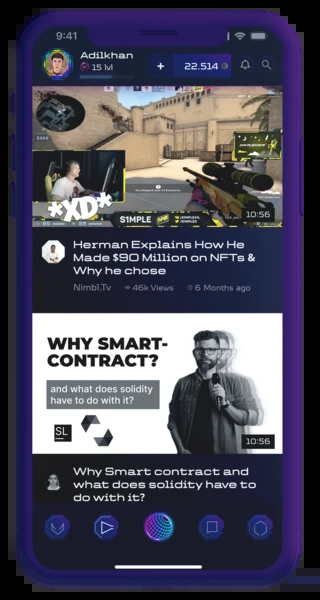 9:41
Adilkhan
15 lvl
+ 22.514
*XD*
S1MPLE
10:56
Herman Explains How He
Made $90 Million on NFTs &
Why he chose
Nimbl.Tv 46k Views 6 Months ago
WHY SMART-
CONTRACT?
and what does solidity
have to do with it?
SL
10:56
Why Smart contract and
what does solidity have to
do with it?